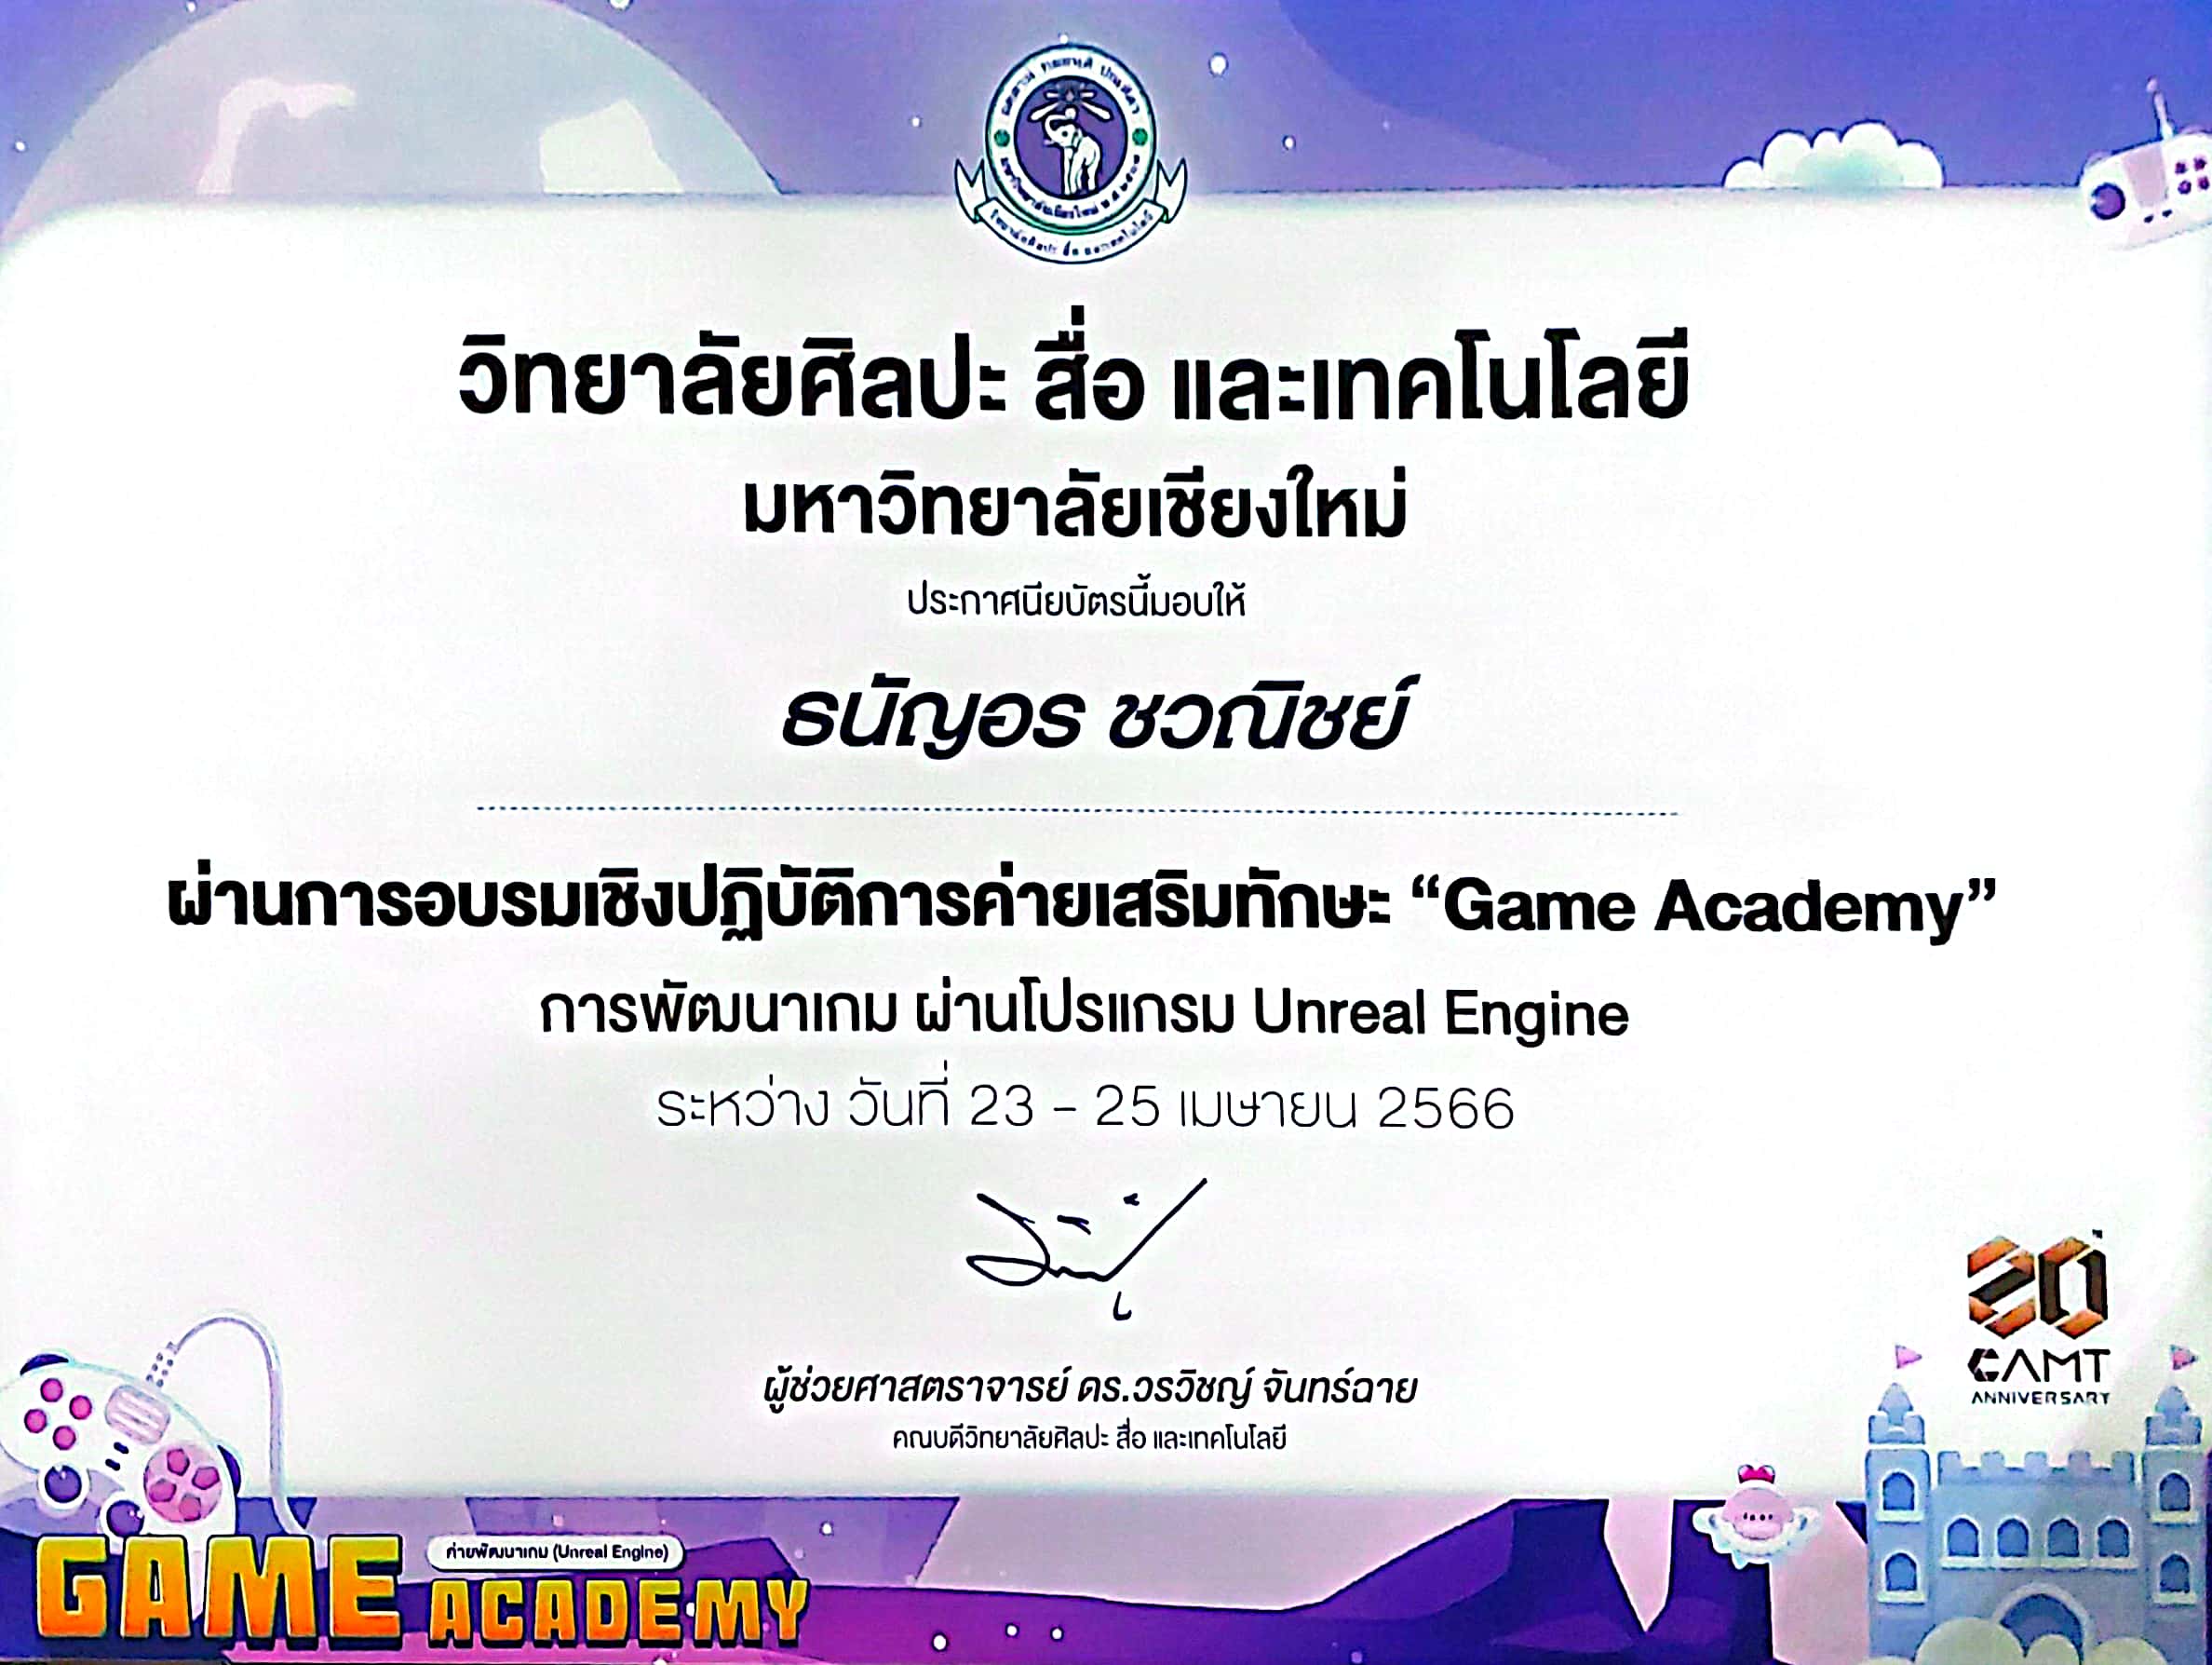 วิทยาลัยศิลปะ สื่อ และเทคโนโลยี
มหาวิทยาลัยเชียงใหม่
ประกาศนียบัตรนี้มอบให้
ธนัญอร ชวณิชย์
ผ่านการอบรมเชิงปฏิบัติการค่ายเสริมทักษะ “Game Academy”
การพัฒนาเกม ผ่านโปรแกรม Unreal Engine
ระหว่าง วันที่ 23 - 25 เมษายน 2566
ผู้ช่วยศาสตราจารย์ ดร.วรวิชญ์ จันทร์ฉาย
คณบดีวิทยาลัยศิลปะ สื่อ และเทคโนโลยี
20
CAMT
ANNIVERSARY
ค่ายพัฒนาเกม (Unreal Engine)
GAME ACADEMY